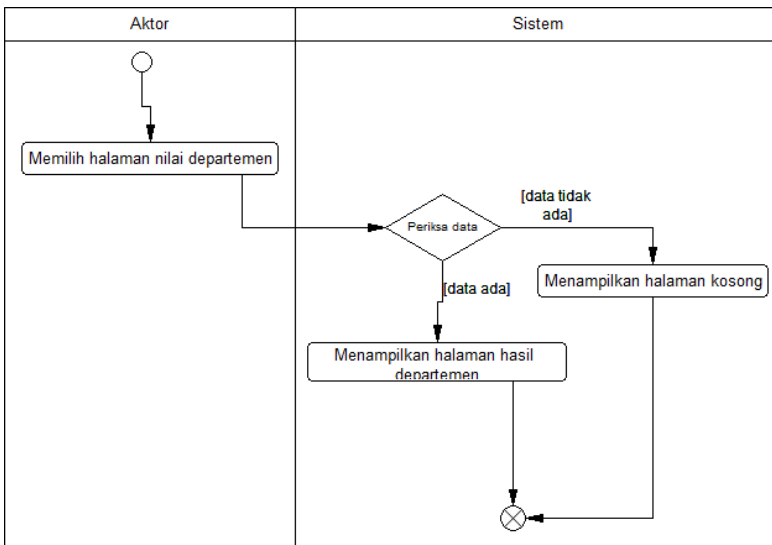 Aktor
Sistem
Memilih halaman nilai departemen
Periksa data
[data tidak
ada]
Menampilkan halaman kosong
[data ada]
Menampilkan halaman hasil
departemen